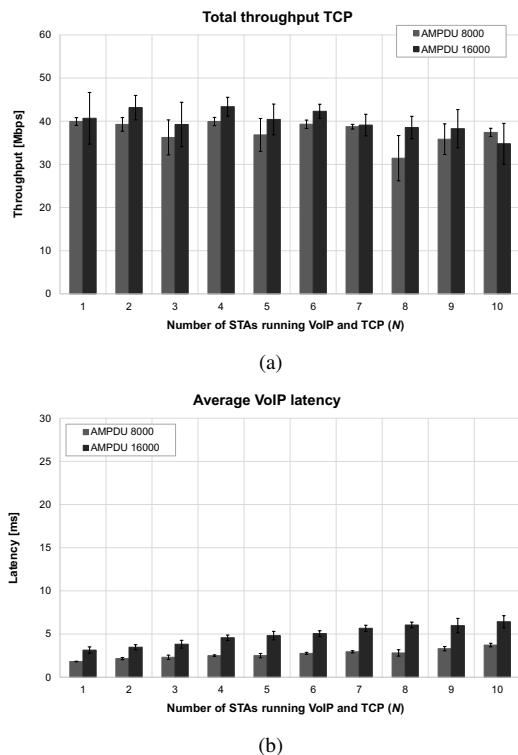 Total throughput TCP
AMPDU 8000
AMPDU 16000
60
50
40
30
20
10
0
Throughput [Mbps]
1 2 3 4 5 6 7 8 9 10
Number of STAs running VoIP and TCP (N)
(a)
Average VoIP latency
AMPDU 8000
AMPDU 16000
30
25
20
15
10
5
0
Latency [ms]
1 2 3 4 5 6 7 8 9 10
Number of STAs running VoIP and TCP (N)
(b)